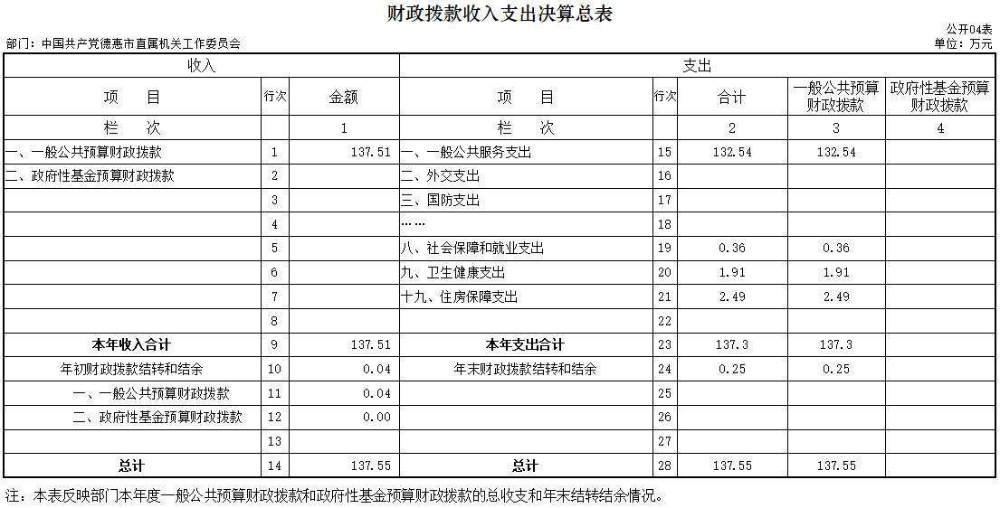 财政拨款收入支出决算总表
公开04表
部门：中国共产党德惠市直属机关工作委员会 单位：万元
收入 支出
项 目 行次 金额 项 目 行次 合计 一般公共预算财政拨款 政府性基金预算财政拨款
栏 次 1 栏 次 2 3 4
一、一般公共预算财政拨款 1 137.51 一、一般公共服务支出 15 132.54 132.54
二、政府性基金预算财政拨款 2 二、外交支出 16
3 三、国防支出 17
4 …… 18
5 八、社会保障和就业支出 19 0.36 0.36
6 九、卫生健康支出 20 1.91 1.91
7 十九、住房保障支出 21 2.49 2.49
8 22
本年收入合计 9 137.51 本年支出合计 23 137.3 137.3
年初财政拨款结转和结余 10 0.04 年末财政拨款结转和结余 24 0.25 0.25
一、一般公共预算财政拨款 11 0.04 25
二、政府性基金预算财政拨款 12 0.00 26
13 27
总计 14 137.55 总计 28 137.55 137.55
注：本表反映部门本年度一般公共预算财政拨款和政府性基金预算财政拨款的总收支和年末结转结余情况。